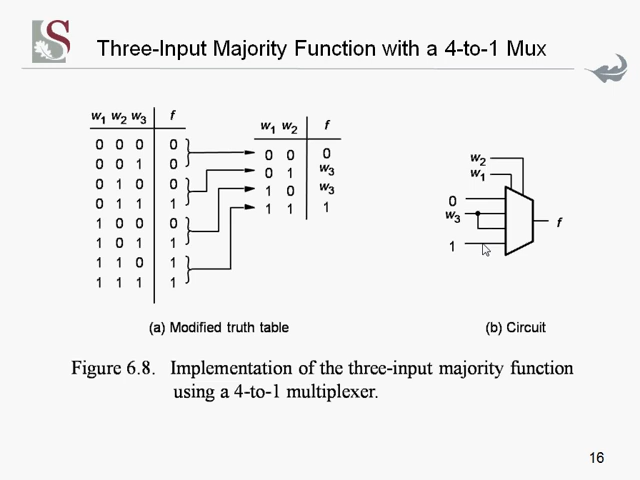 S
Three-Input Majority Function with a 4-to-1 Mux
w1 w2 w3 f
0 0 0 0
0 0 1 0
0 1 0 0
0 1 1 1
1 0 0 0
1 0 1 1
1 1 0 1
1 1 1 1
w1 w2 f
0 0 0
0 1 w3
1 0 w3
1 1 1
w2
w1
0
w3
1
f
(a) Modified truth table
(b) Circuit
Figure 6.8. Implementation of the three-input majority function
using a 4-to-1 multiplexer.
16